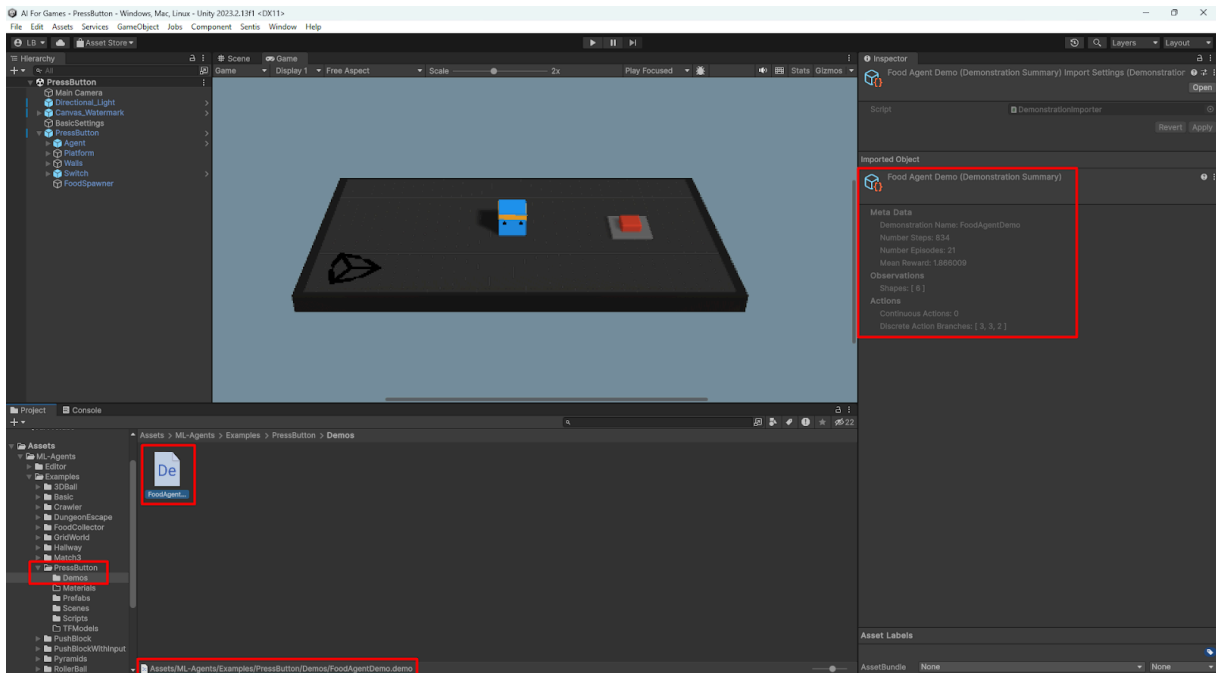 AI For Games - PressButton - Windows, Mac, Linux - Unity 2023.2.13f1 <DX11>
File Edit Assets Services GameObject Jobs Component Sentis Window Help
LB Asset Store Layers Layout
Hierarchy
All
PressButton
Main Camera
Directional_Light
Canvas_Watermark
BasicSettings
PressButton
Agent
Platform
Walls
Switch
FoodSpawner
Scene Game
Game Display 1 Free Aspect Scale 2x Play Focused Stats Gizmos
Inspector
Food Agent Demo (Demonstration Summary) Import Settings (Demonstration
Open
Script DemonstrationImporter
Revert Apply
Imported Object
Food Agent Demo (Demonstration Summary)
Meta Data
Demonstration Name: FoodAgentDemo
Number Steps: 834
Number Episodes: 21
Mean Reward: 1.866009
Observations
Shapes: [ 6 ]
Actions
Continuous Actions: 0
Discrete Action Branches: [ 3, 3, 2 ]
Project Console
22
Assets
ML-Agents
Editor
Examples
3DBall
Basic
Crawler
DungeonEscape
FoodCollector
GridWorld
Hallway
Match3
PressButton
Demos
Materials
Prefabs
Scenes
Scripts
TFModels
PushBlock
PushBlockWithInput
Pyramids
RollerBall
Assets > ML-Agents > Examples > PressButton > Demos
De
FoodAgent...
Assets/ML-Agents/Examples/PressButton/Demos/FoodAgentDemo.demo
Asset Labels
AssetBundle None None